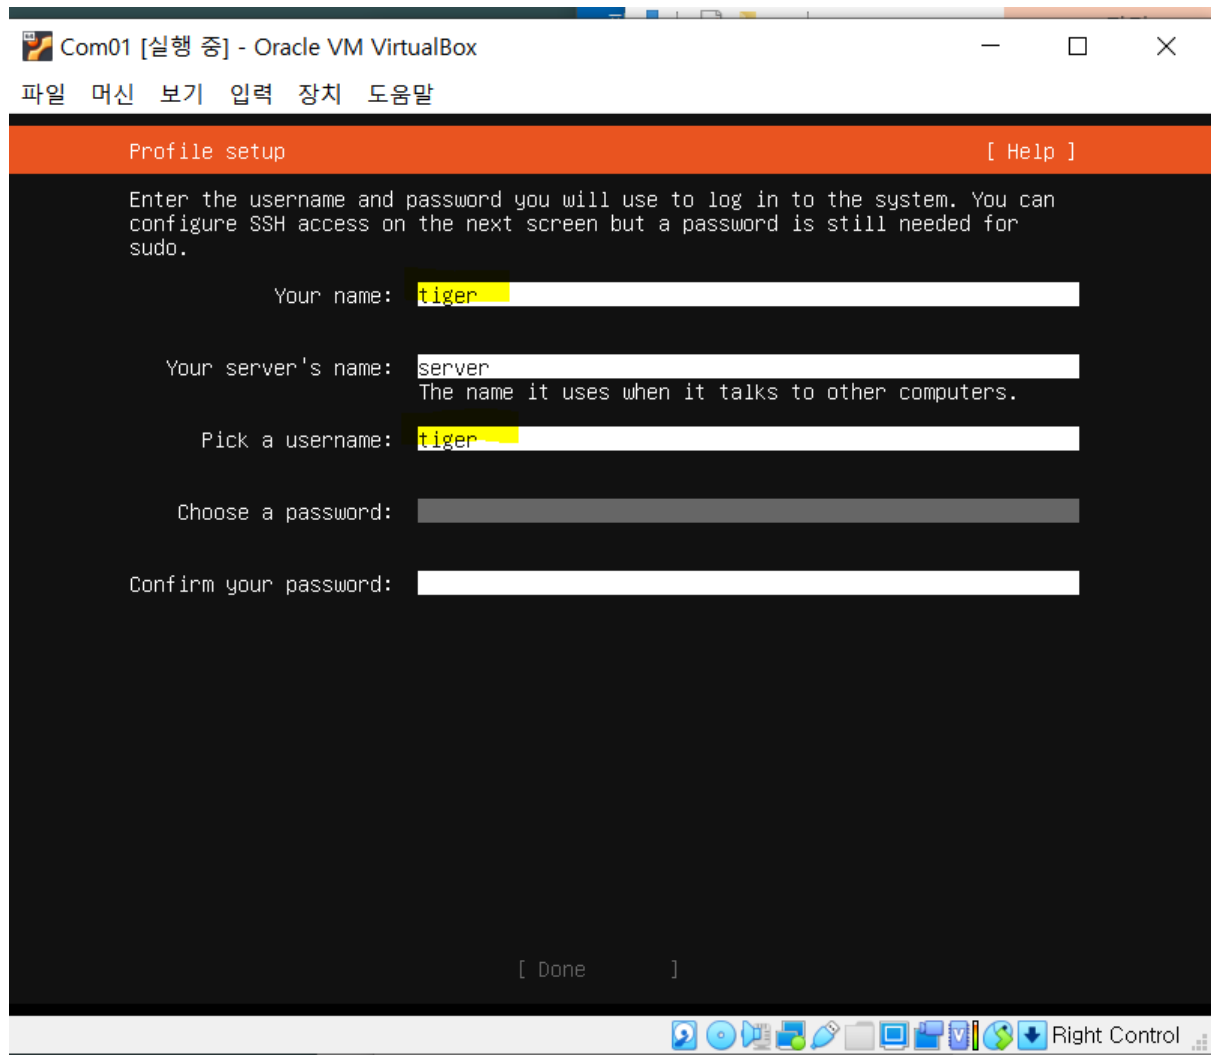 Com01 [실행 중] - Oracle VM VirtualBox
파일 머신 보기 입력 장치 도움말
Profile setup [ Help ]
Enter the username and password you will use to log in to the system. You can
configure SSH access on the next screen but a password is still needed for
sudo.
Your name: tiger
Your server's name: server
The name it uses when it talks to other computers.
Pick a username: tiger
Choose a password:
Confirm your password:
[ Done ]
Right Control